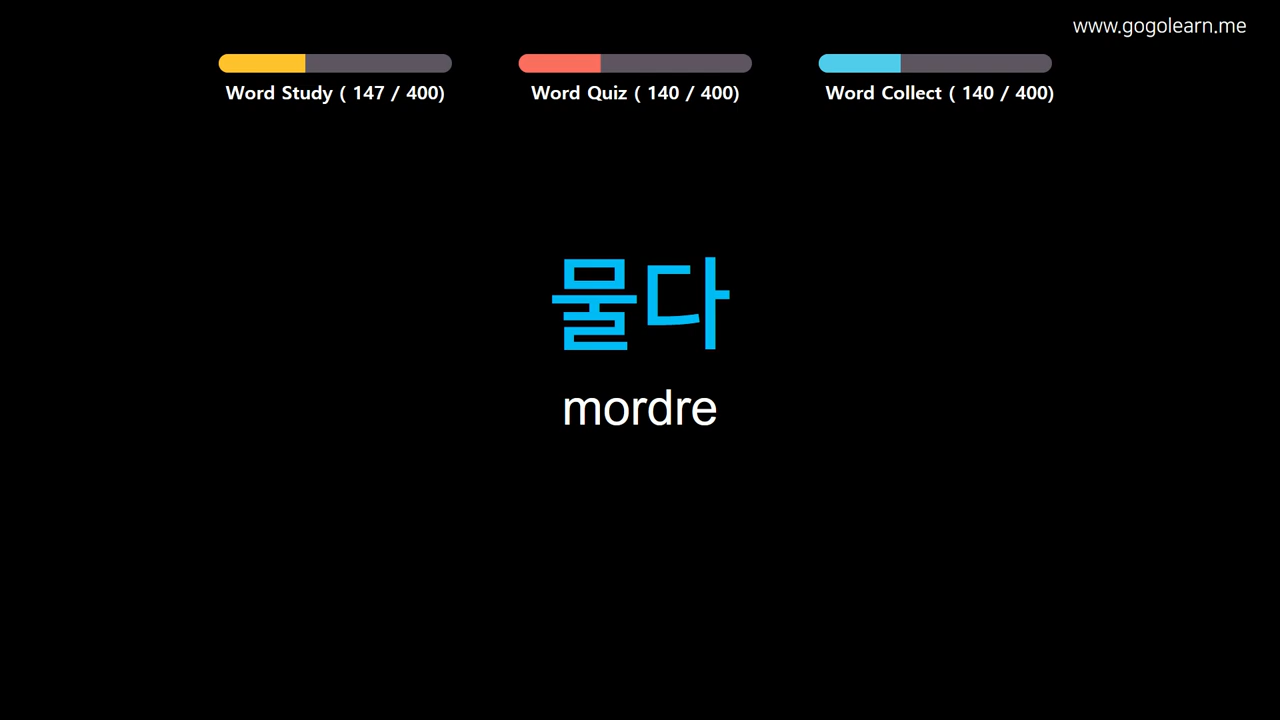 www.gogolearn.me
Word Study ( 147 / 400)
Word Quiz ( 140 / 400)
Word Collect ( 140 / 400)
물다
mordre